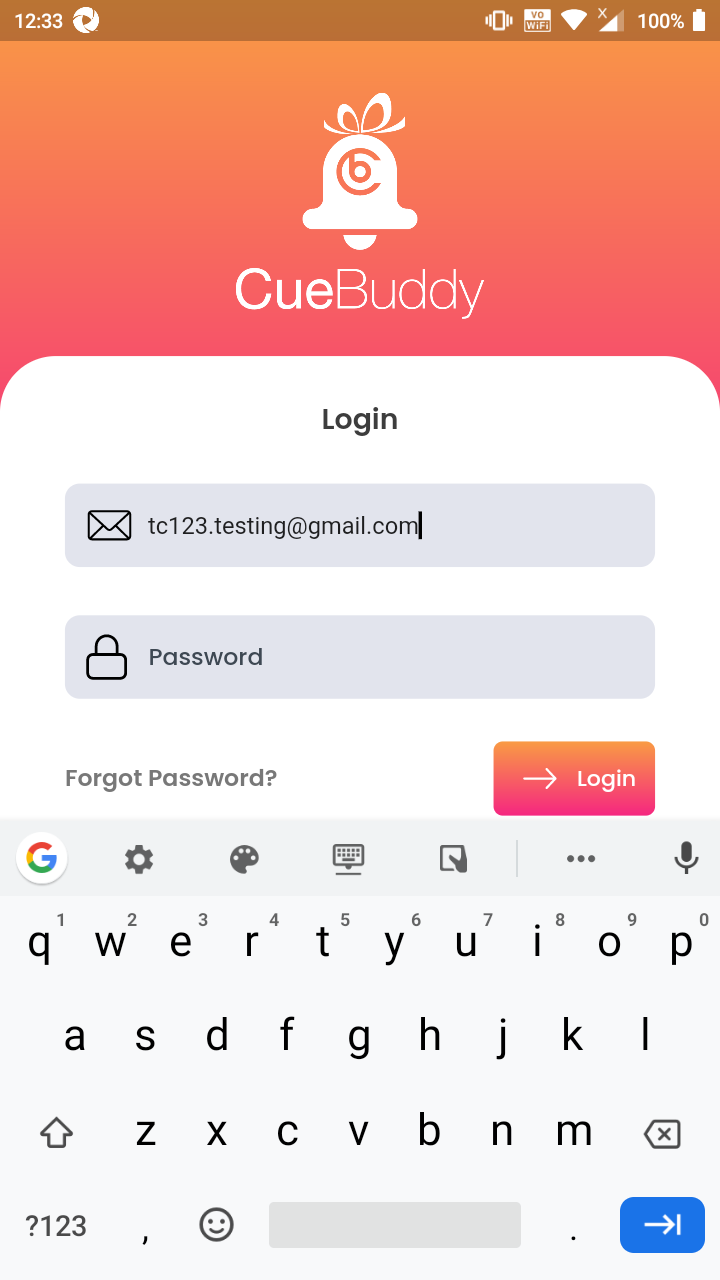 12:33 VO WiFi X 100%
CueBuddy
Login
tc123.testing@gmail.com
Password
Forgot Password? Login
G
1 2 3 4 5 6 7 8 9 0
q w e r t y u i o p
a s d f g h j k l
z x c v b n m
?123 , .